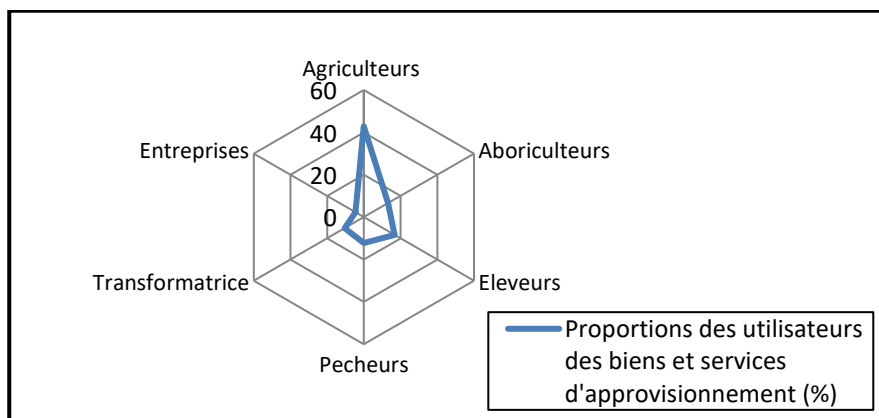 Agriculteurs
60
Entreprises
40
Aboriculteurs
20
0
Transformatrice
Eleveurs
Pecheurs
Proportions des utilisateurs
des biens et services
d'approvisionnement (%)